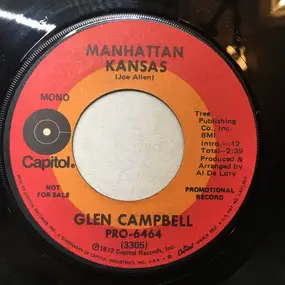 MANHATTAN
KANSAS
(Joe Allen)
MONO
Tree
Publishing
Co., Inc.
BMI
Intro.—:12
Total—2:39
Produced &
Arranged by
Al De Lory
Capitol®
NOT
FOR SALE
PROMOTIONAL
RECORD
GLEN CAMPBELL
PRO-6464
(3305)
Ⓟ1972 Capitol Records, Inc.